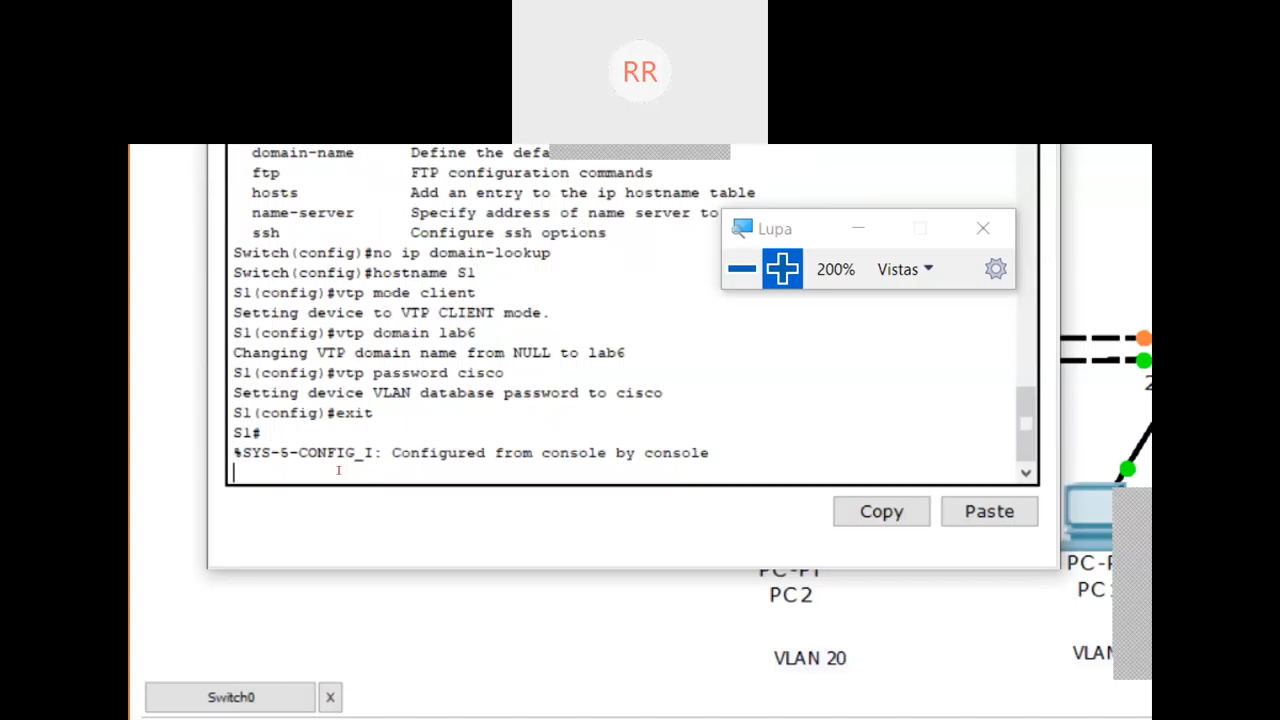 RR
domain-name Define the defa
ftp FTP configuration commands
hosts Add an entry to the ip hostname table
name-server Specify address of name server to
ssh Configure ssh options
Switch(config)#no ip domain-lookup
Switch(config)#hostname S1
S1(config)#vtp mode client
Setting device to VTP CLIENT mode.
S1(config)#vtp domain lab6
Changing VTP domain name from NULL to lab6
S1(config)#vtp password cisco
Setting device VLAN database password to cisco
S1(config)#exit
S1#
%SYS-5-CONFIG_I: Configured from console by console
Lupa
200% Vistas
Copy Paste
2
PC-PT
PC2
VLAN 20
PC-P
PC
VLAN
Switch0 X